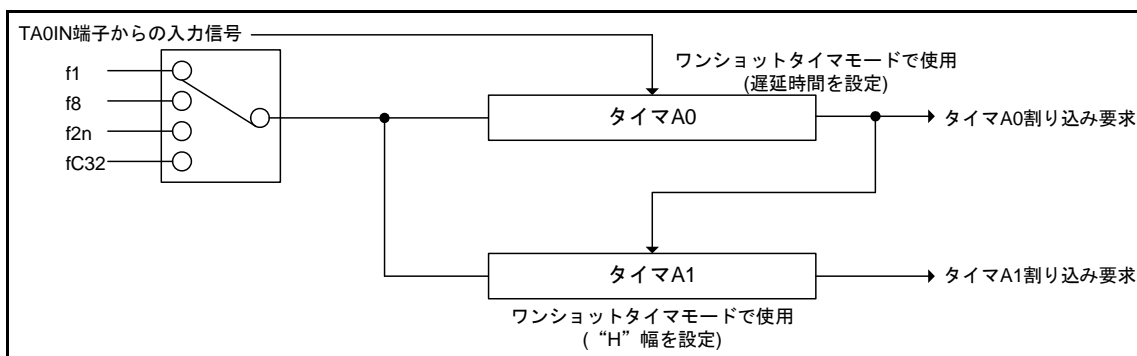 TA0IN端子からの入力信号
f1
f8
f2n
fC32
ワンショットタイマモードで使用
(遅延時間を設定)
タイマA0
タイマA0割り込み要求
タイマA1
タイマA1割り込み要求
ワンショットタイマモードで使用
(“H”幅を設定)